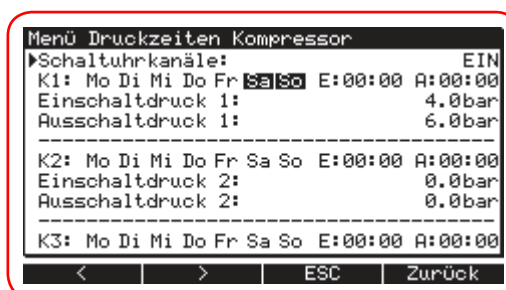 Menü Druckzeiten Kompressor
▶Schaltuhrkanäle: EIN
K1: Mo Di Mi Do Fr Sa So E:00:00 A:00:00
Einschaltdruck 1: 4.0bar
Ausschaltdruck 1: 6.0bar
K2: Mo Di Mi Do Fr Sa So E:00:00 A:00:00
Einschaltdruck 2: 0.0bar
Ausschaltdruck 2: 0.0bar
K3: Mo Di Mi Do Fr Sa So E:00:00 A:00:00
< > ESC Zurück